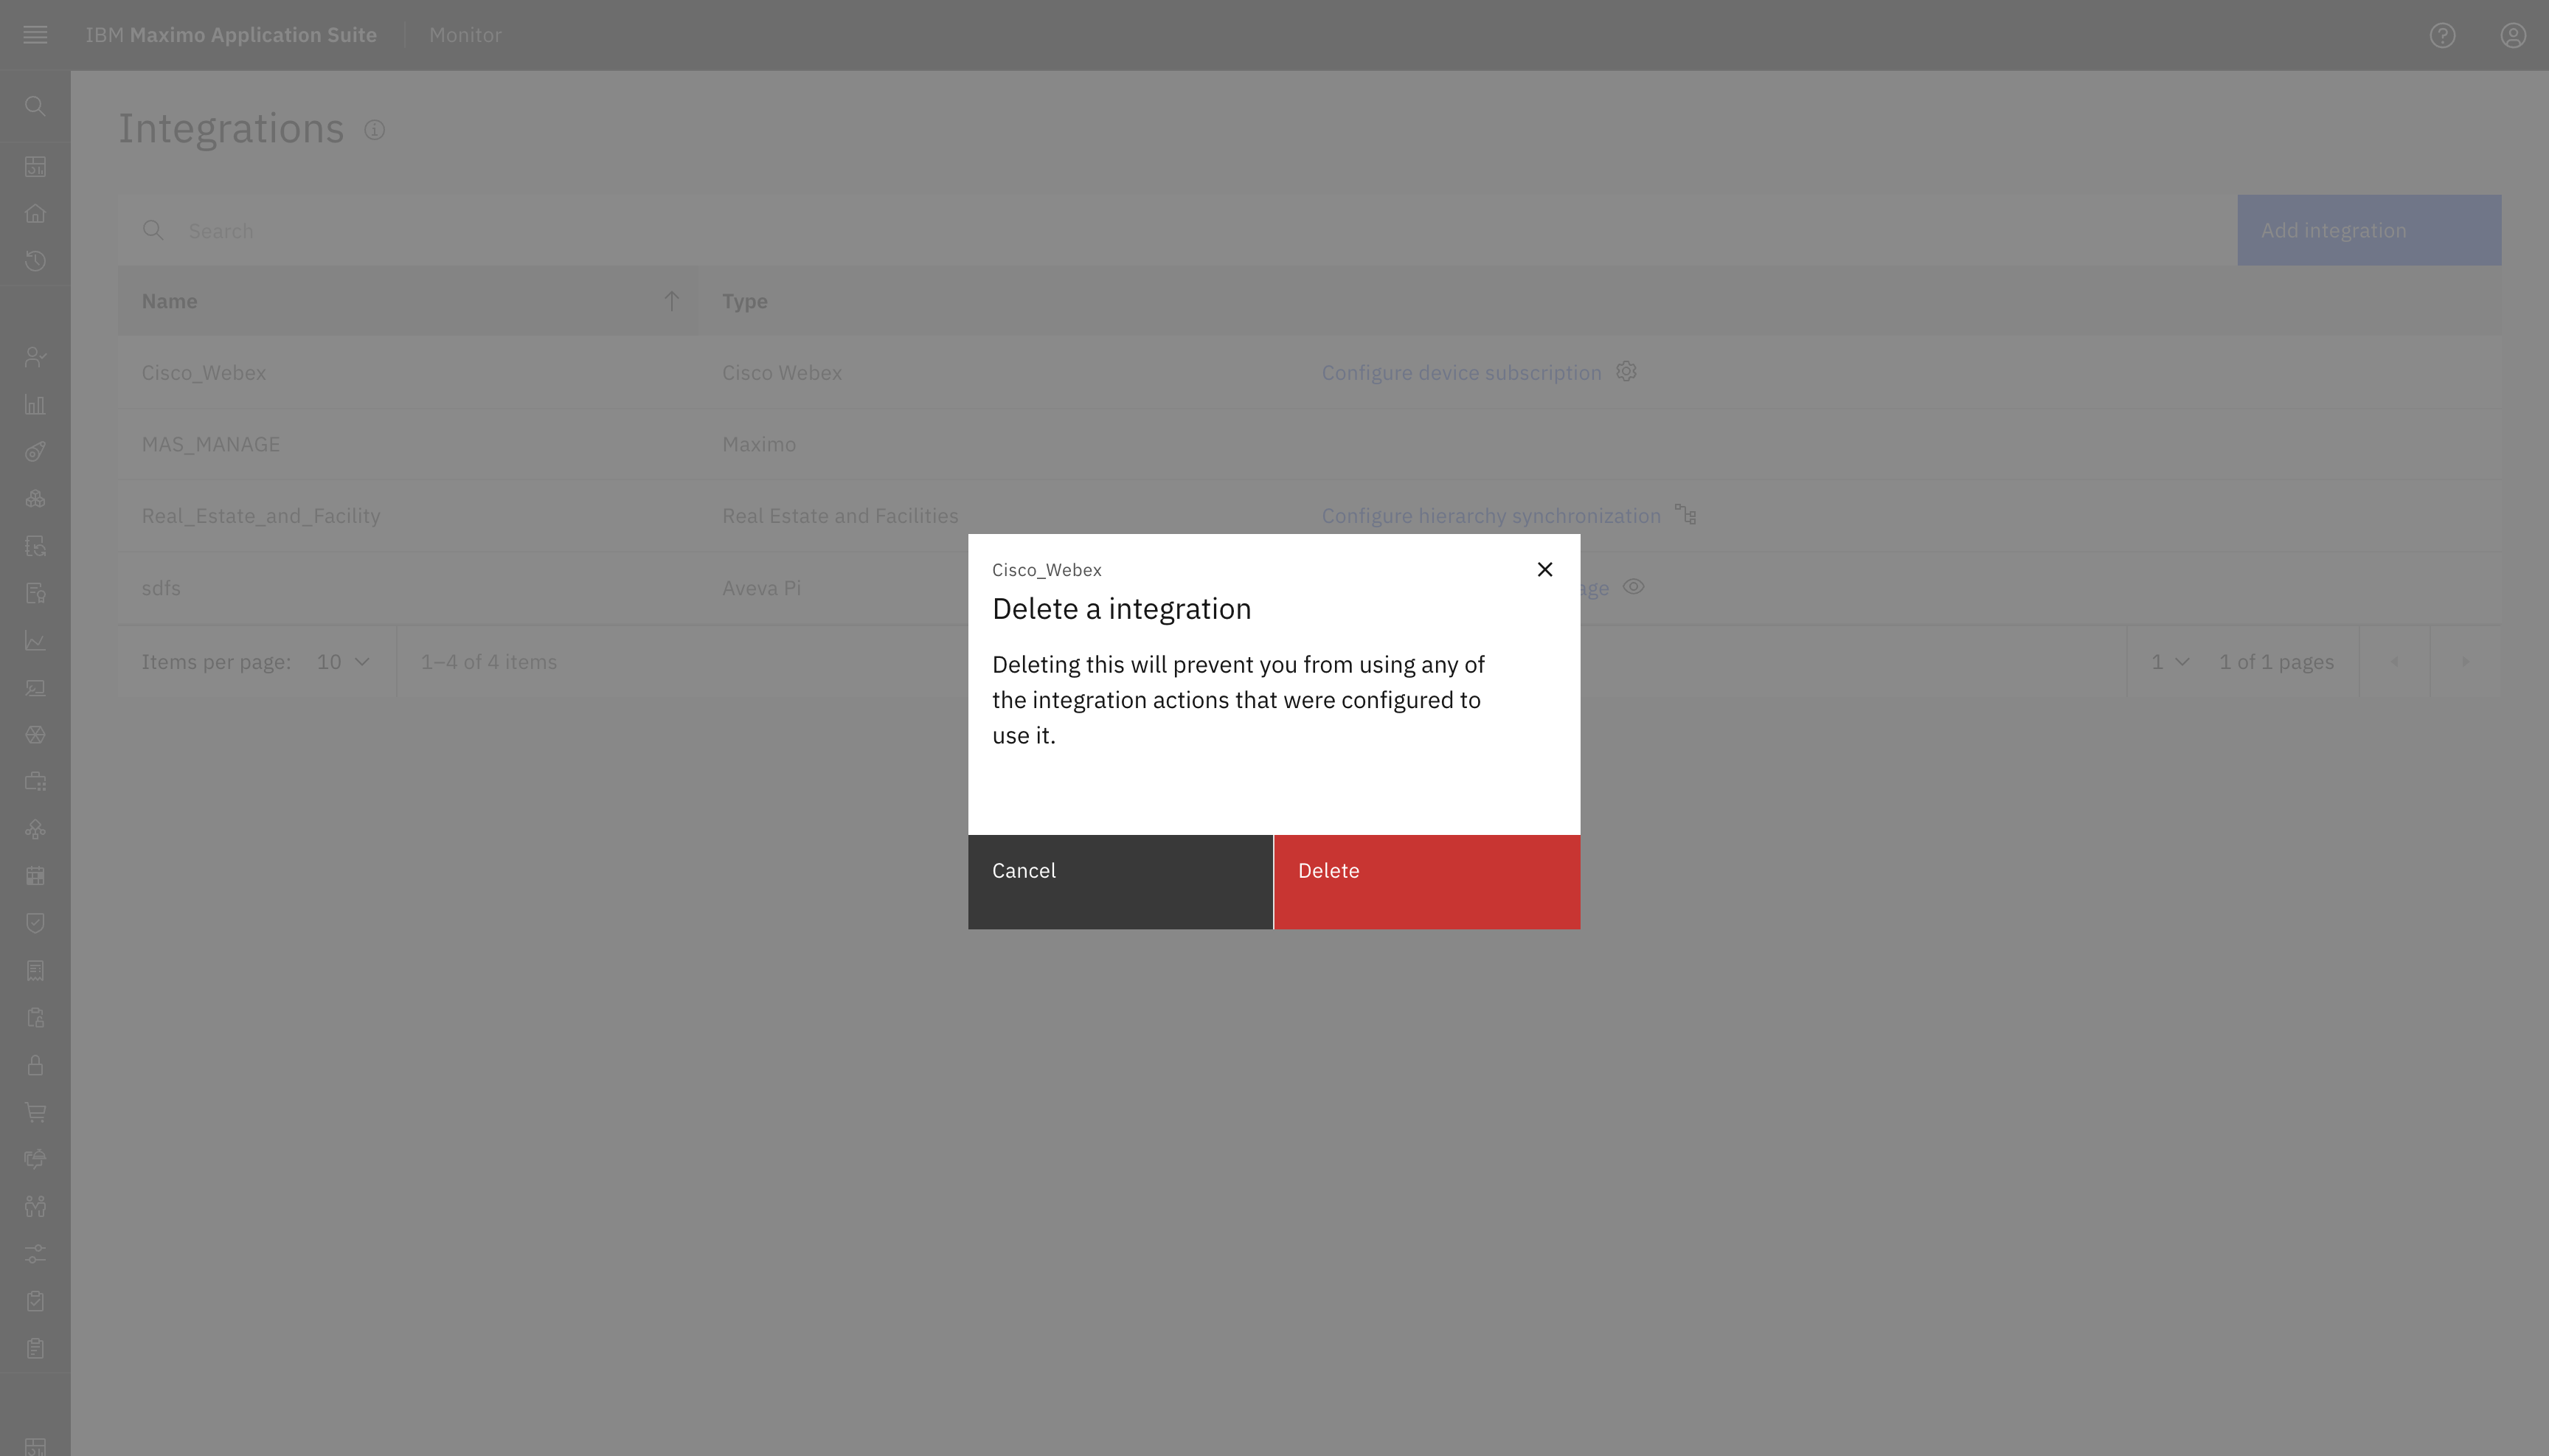 IBM Maximo Application Suite Monitor
Integrations
Search
Add integration
Name Type
Cisco_Webex Cisco Webex Configure device subscription
MAS_MANAGE Maximo
Real_Estate_and_Facility Real Estate and Facilities Configure hierarchy synchronization
sdfs Aveva Pi
Items per page: 10 1–4 of 4 items 1 1 of 1 pages
Cisco_Webex
Delete a integration
Deleting this will prevent you from using any of
the integration actions that were configured to
use it.
Cancel Delete